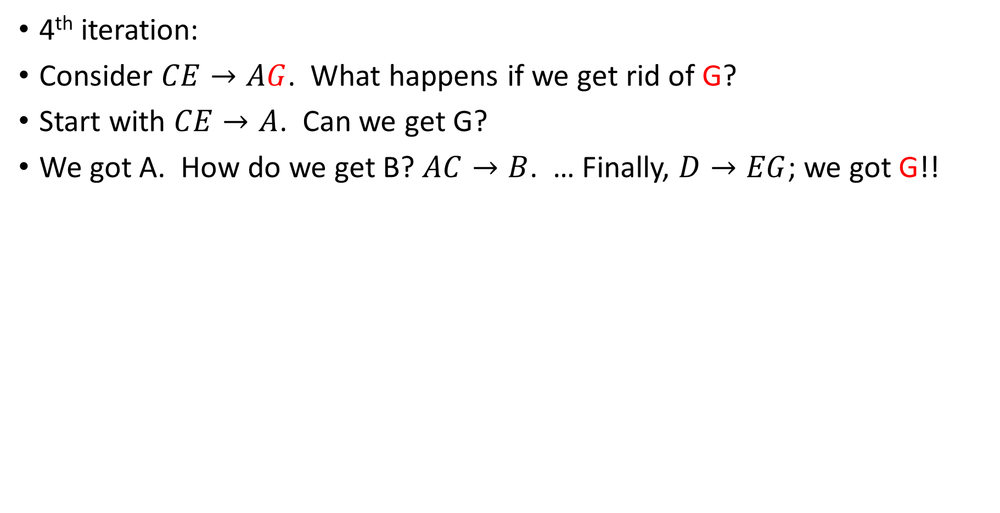 • 4th iteration:
• Consider CE → AG.  What happens if we get rid of G?
• Start with CE → A.  Can we get G?
• We got A.  How do we get B? AC → B.  … Finally, D → EG; we got G!!